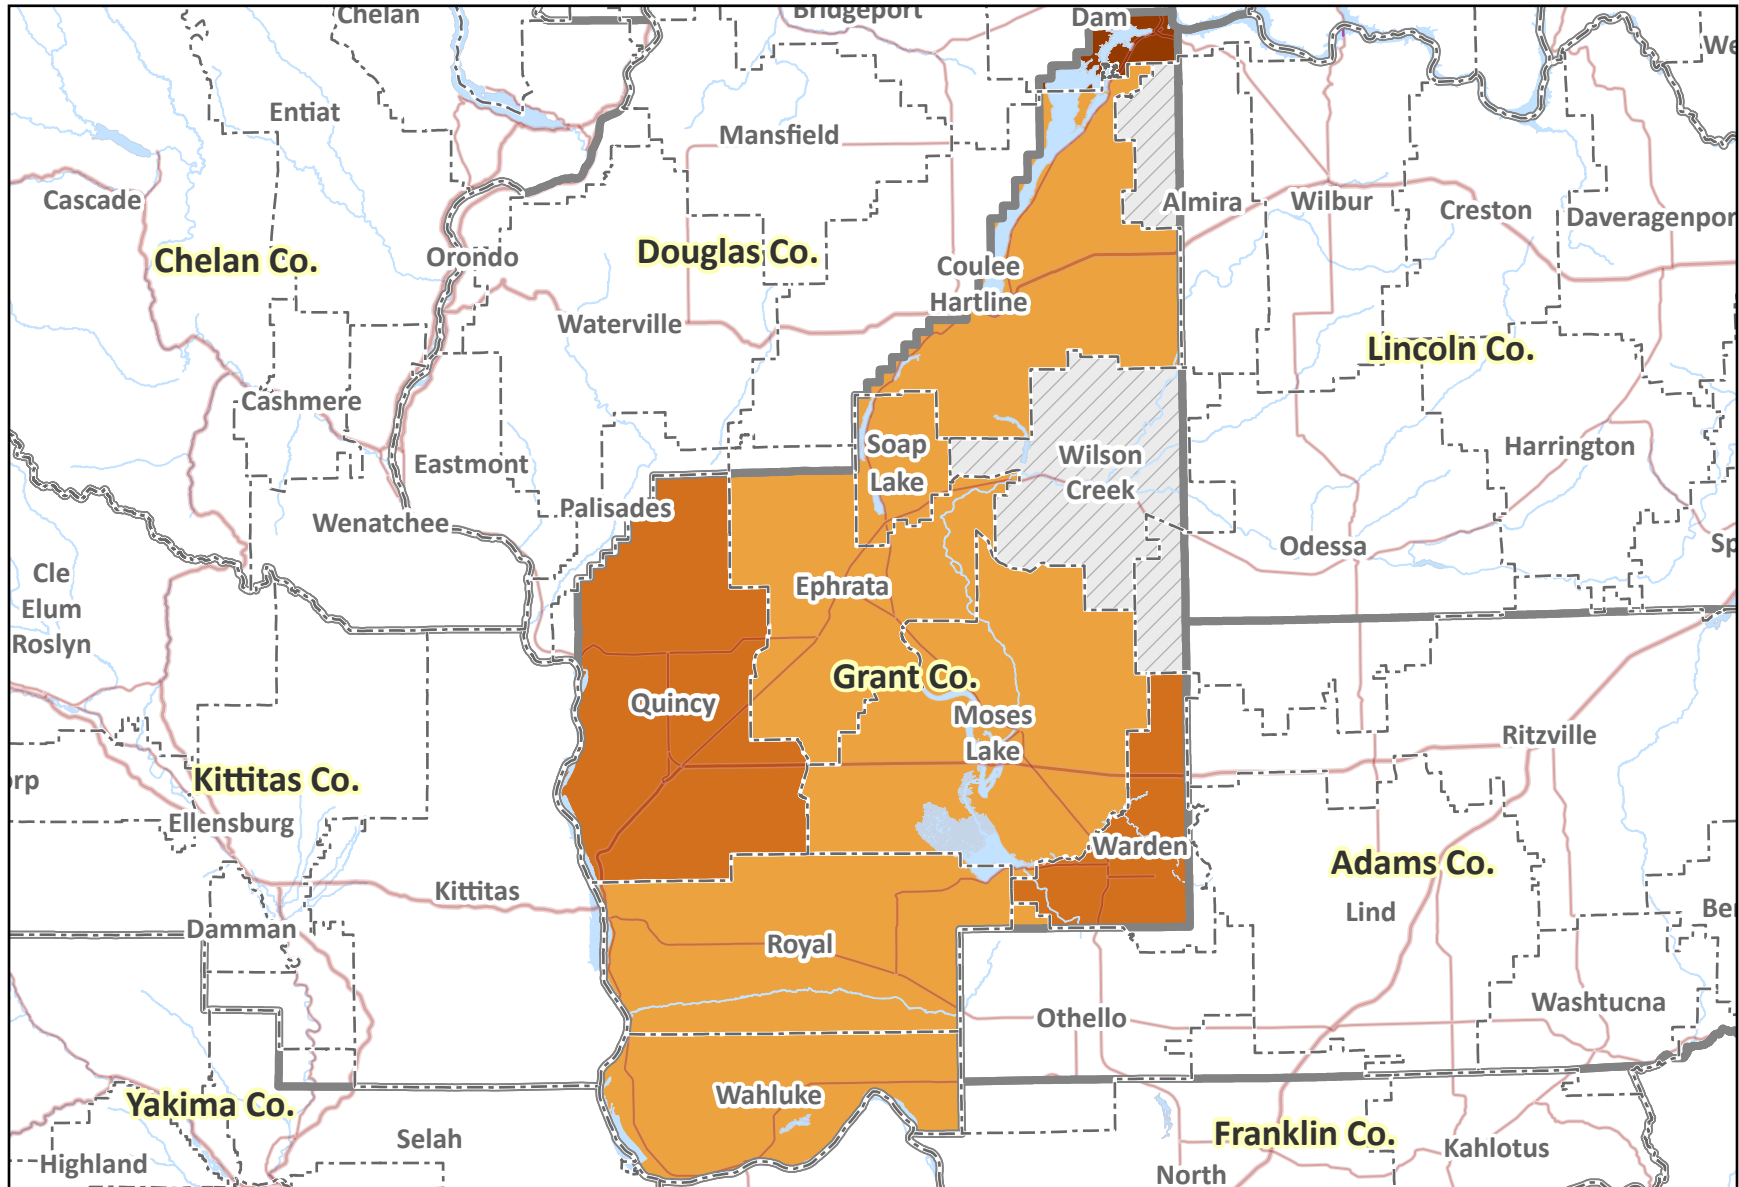 Chelan
Bridgeport
Dam
We
Entiat
Mansfield
Cascade
Almira
Wilbur
Creston
Daveragenpor
Chelan Co.
Orondo
Douglas Co.
Coulee
Hartline
Waterville
Lincoln Co.
Cashmere
Soap
Lake
Wilson
Creek
Harrington
Eastmont
Palisades
Wenatchee
Odessa
Sp
Cle
Elum
Roslyn
Ephrata
Grant Co.
Quincy
Moses
Lake
Ritzville
orp
Kittitas Co.
Ellensburg
Warden
Adams Co.
Kittitas
Lind
Be
Damman
Royal
Othello
Washtucna
Wahluke
Yakima Co.
Selah
Franklin Co.
Kahlotus
Highland
North